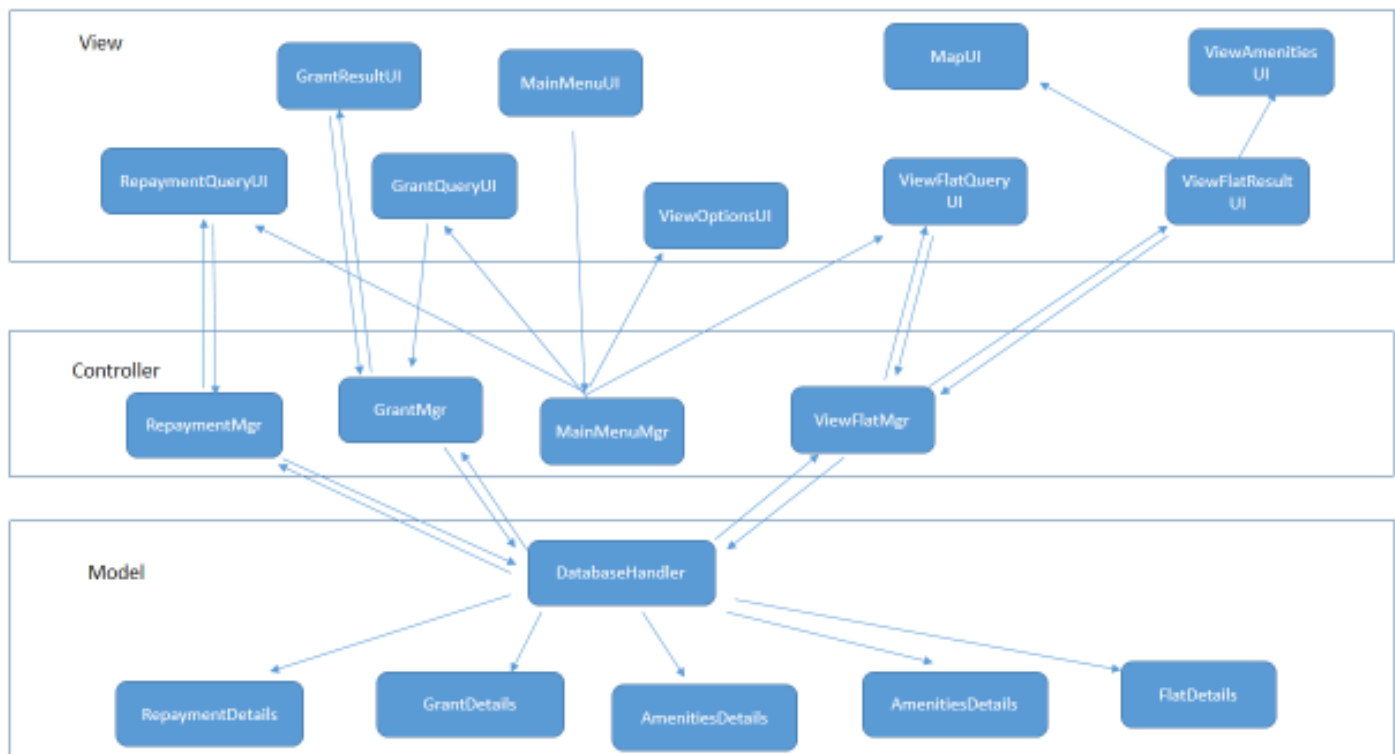 View
GrantResultUI
MainMenuUI
MapUI
ViewAmenities
UI
RepaymentQueryUI
GrantQueryUI
ViewOptionsUI
ViewFlatQuery
UI
ViewFlatResult
UI
Controller
RepaymentMgr
GrantMgr
MainMenuMgr
ViewFlatMgr
Model
DatabaseHandler
RepaymentDetails
GrantDetails
AmenitiesDetails
AmenitiesDetails
FlatDetails